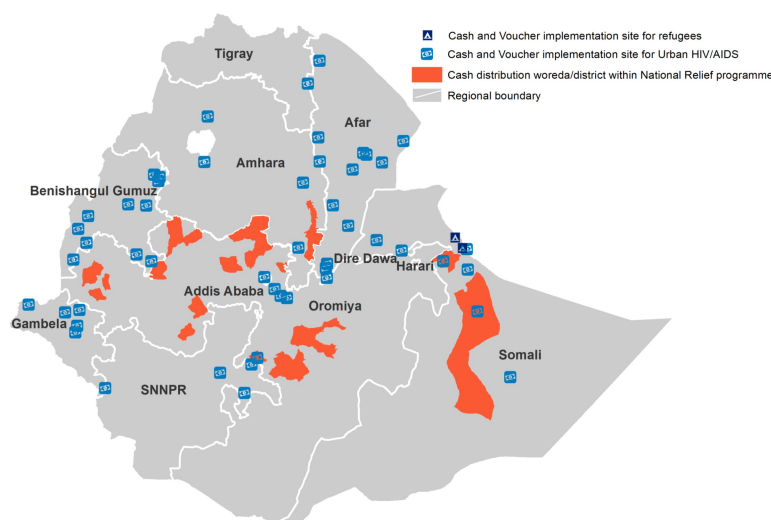 Cash and Voucher implementation site for refugees
Cash and Voucher implementation site for Urban HIV/AIDS
Cash distribution woreda/district within National Relief programme
Regional boundary
Tigray
Afar
Amhara
Benishangul Gumuz
Dire Dawa
Harari
Addis Ababa
Oromiya
Gambela
Somali
SNNPR